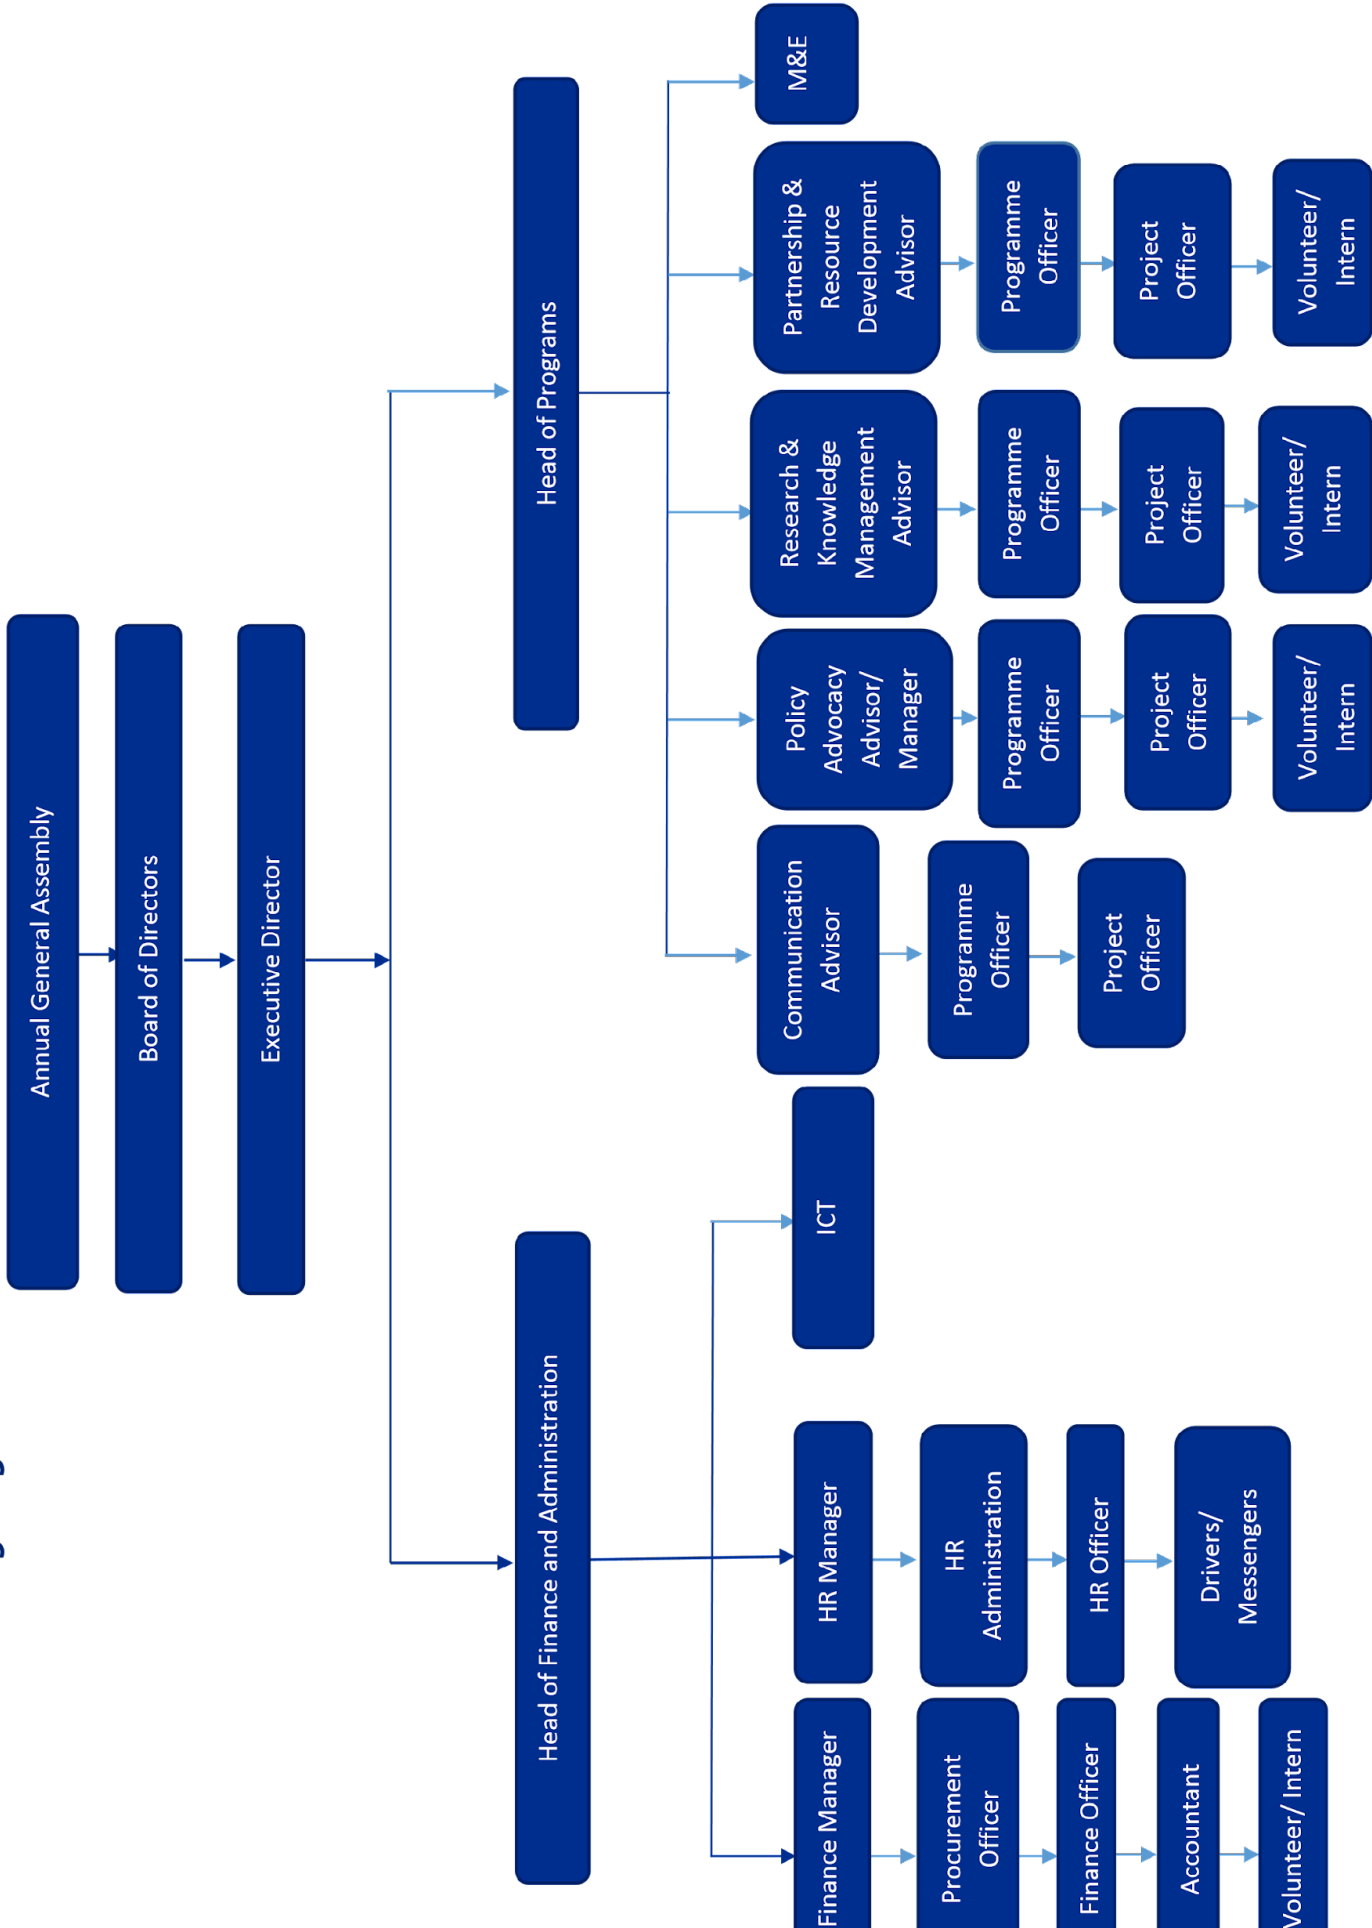 Annual General Assembly
Board of Directors
Executive Director
Head of Finance and Administration
Head of Programs
Finance Manager
Procurement
Officer
Finance Officer
Accountant
Volunteer/ Intern
HR Manager
HR
Administration
HR Officer
Drivers/
Messengers
ICT
Communication
Advisor
Programme
Officer
Project
Officer
Policy
Advocacy
Advisor/
Manager
Programme
Officer
Project
Officer
Volunteer/
Intern
Research &
Knowledge
Management
Advisor
Programme
Officer
Project
Officer
Volunteer/
Intern
Partnership &
Resource
Development
Advisor
Programme
Officer
Project
Officer
Volunteer/
Intern
M&E